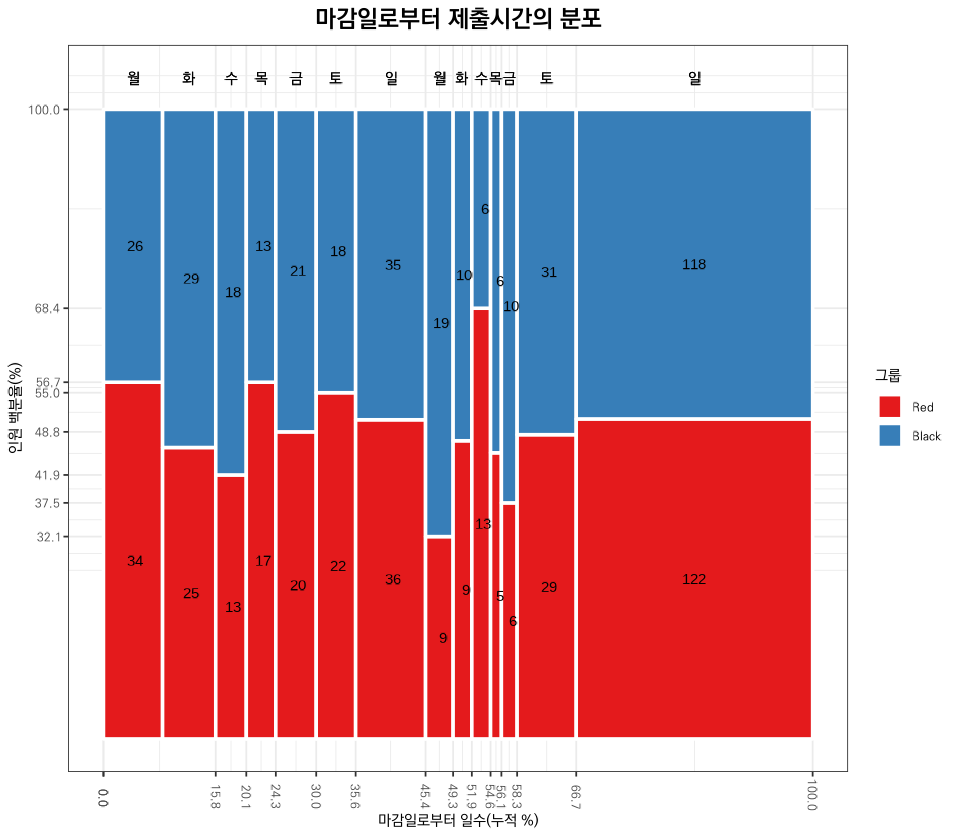 마감일로부터 제출시간의 분포
월 화 수 목 금 토 일 월 화 수 목 금 토 일
100.0
68.4
56.7
55.0
48.8
41.9
37.5
32.1
인원 백분율(%)
26 29 18 13 21 18 35 19 10 6 6 10 31 118
34 25 13 17 20 22 36 9 9 13 5 6 29 122
0.0 15.8 20.1 24.3 30.0 35.6 45.4 49.3 51.9 54.6 56.1 58.3 66.7 100.0
마감일로부터 일수(누적 %)
그룹
Red
Black